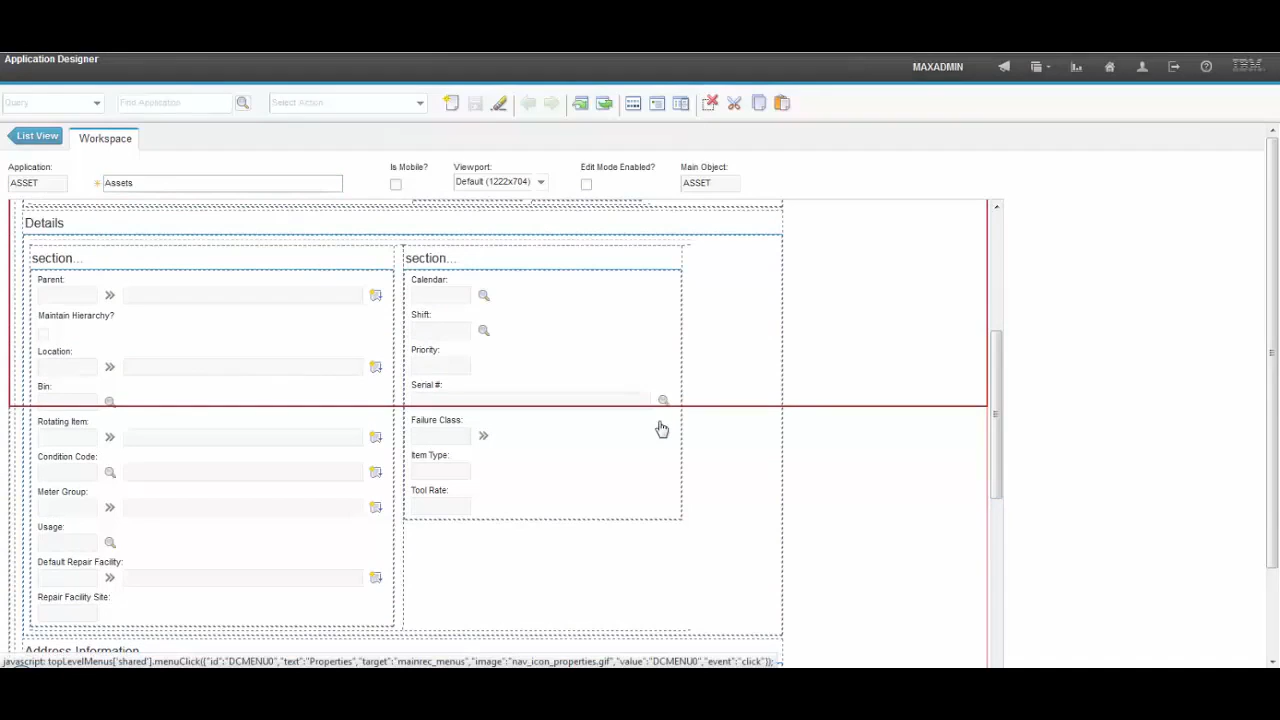 Application Designer
MAXADMIN
IBM
Query
Find Application
Select Action
List View
Workspace
Application:
Is Mobile?
Viewport:
Edit Mode Enabled?
Main Object:
ASSET
Assets
Default (1222x704)
ASSET
Details
section...
section...
Parent:
Calendar:
Maintain Hierarchy?
Shift:
Location:
Priority:
Bin:
Serial #:
Rotating Item:
Failure Class:
Condition Code:
Item Type:
Meter Group:
Tool Rate:
Usage:
Default Repair Facility:
Repair Facility Site:
Address Information
javascript: topLevelMenus['shared'].menuClick({"id":"DCMENU0","text":"Properties","target":"mainrec_menus","image":"nav_icon_properties.gif","value":"DCMENU0","event":"click"});